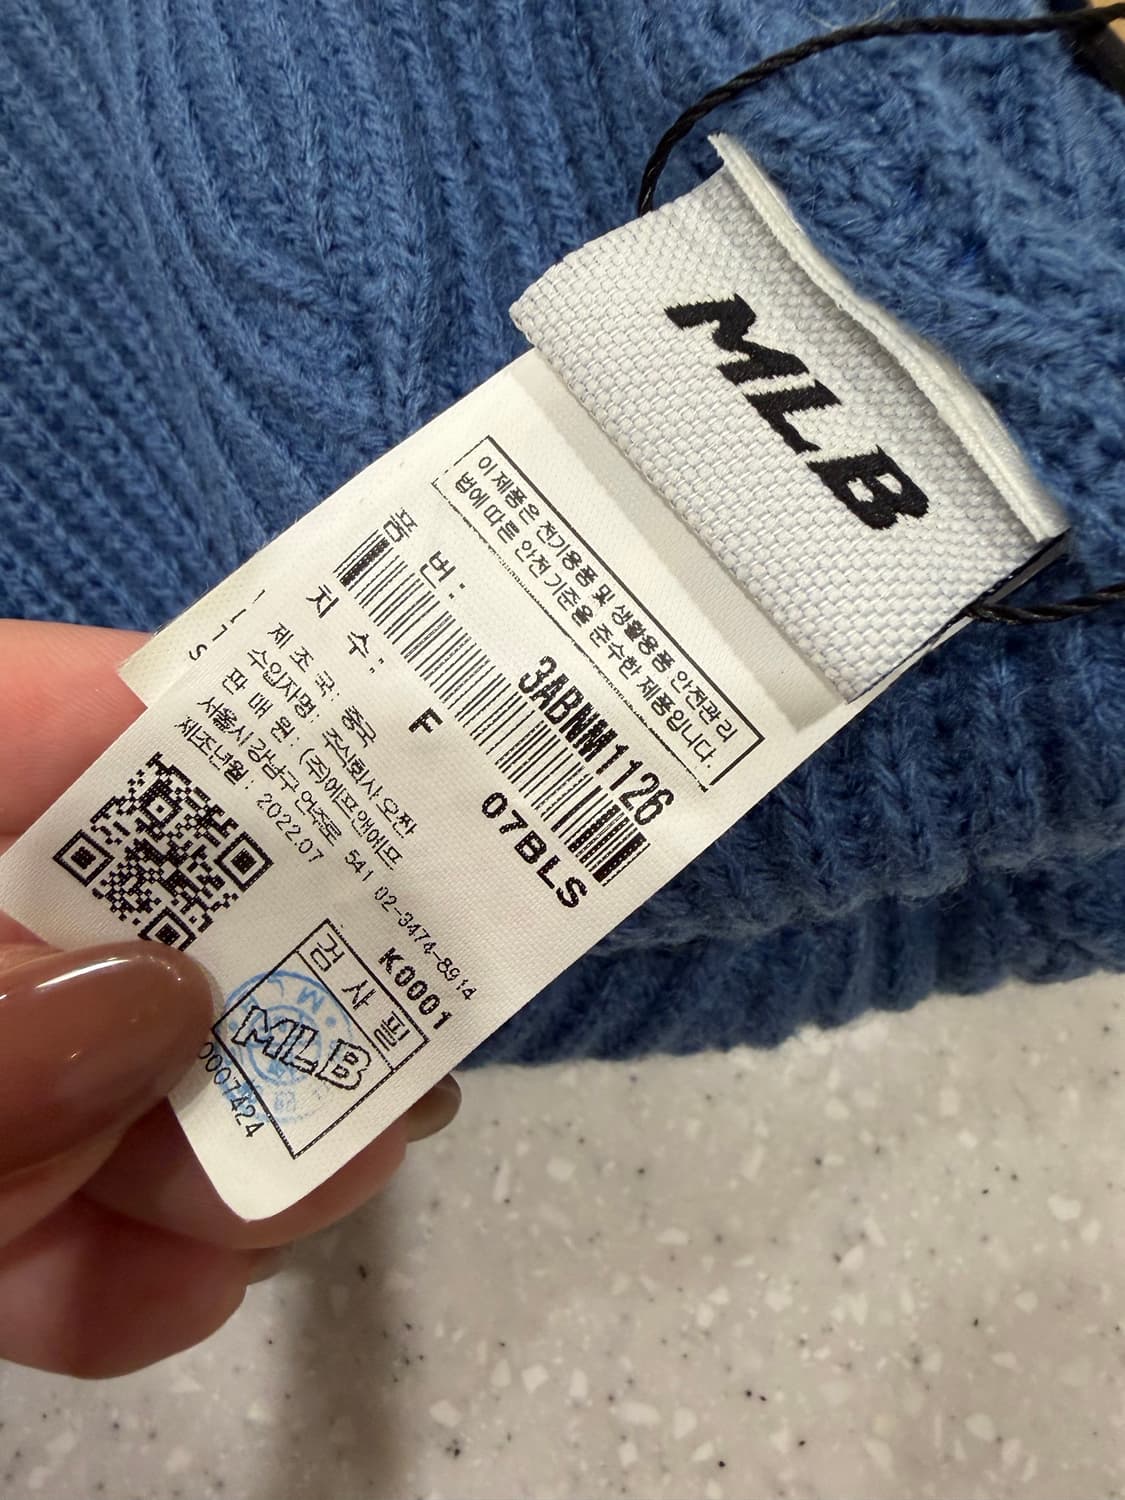 MLB
이 제품은 전기용품 및 생활용품 안전관리
법에 따른 안전 기준을 준수한 제품입니다.
품 번: 3ABNM1126
07BLS
치 수: F
제 조 국: 중국
수입자명: 주식회사 오짠
판 매 원: (주)에프앤에프
서울시 강남구 언주로 541 02-3474-8914
제조년월: 2022.07
K0001
검 사 필
MLB
0007424